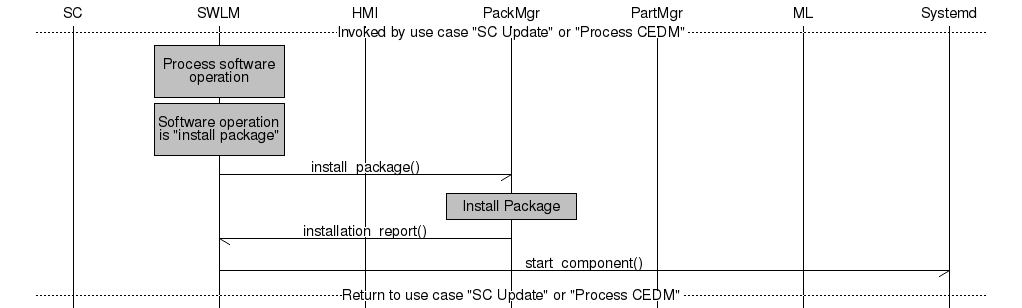 SC SWLM HMI PackMgr PartMgr ML Systemd
Invoked by use case "SC Update" or "Process CEDM"
Process software
operation
Software operation
is "install package"
install_package()
Install Package
installation_report()
start_component()
Return to use case "SC Update" or "Process CEDM"